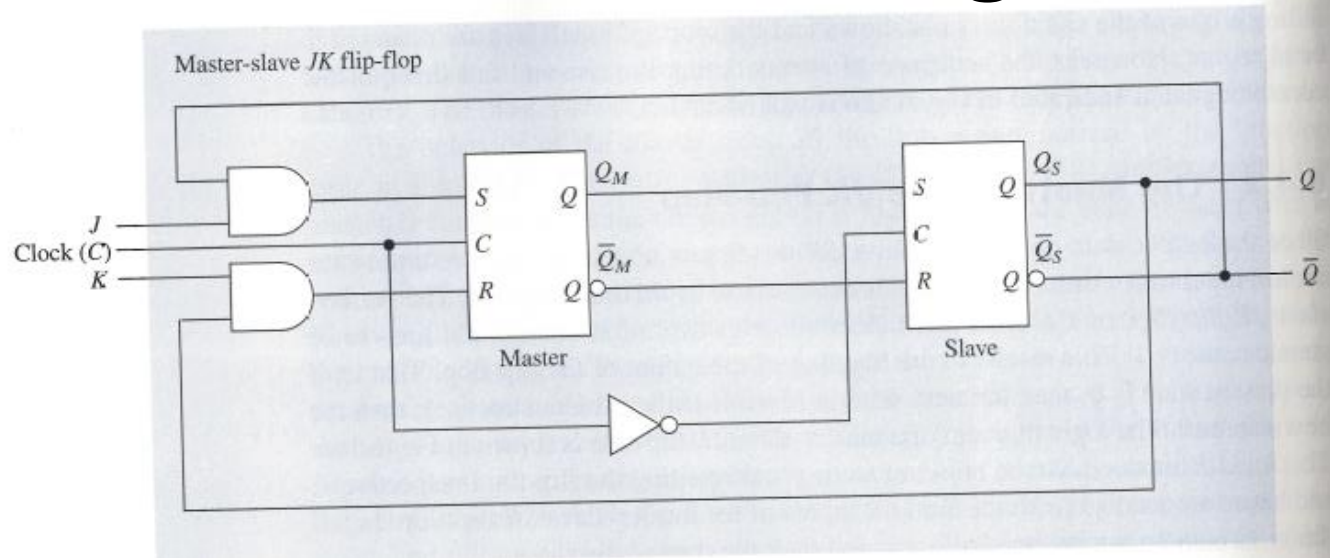 Master-slave JK flip-flop
J
Clock (C)
K
S
C
R
Q
Q
Q_M
Q̅_M
Master
S
C
R
Q
Q
Q_S
Q̅_S
Slave
Q
Q̅